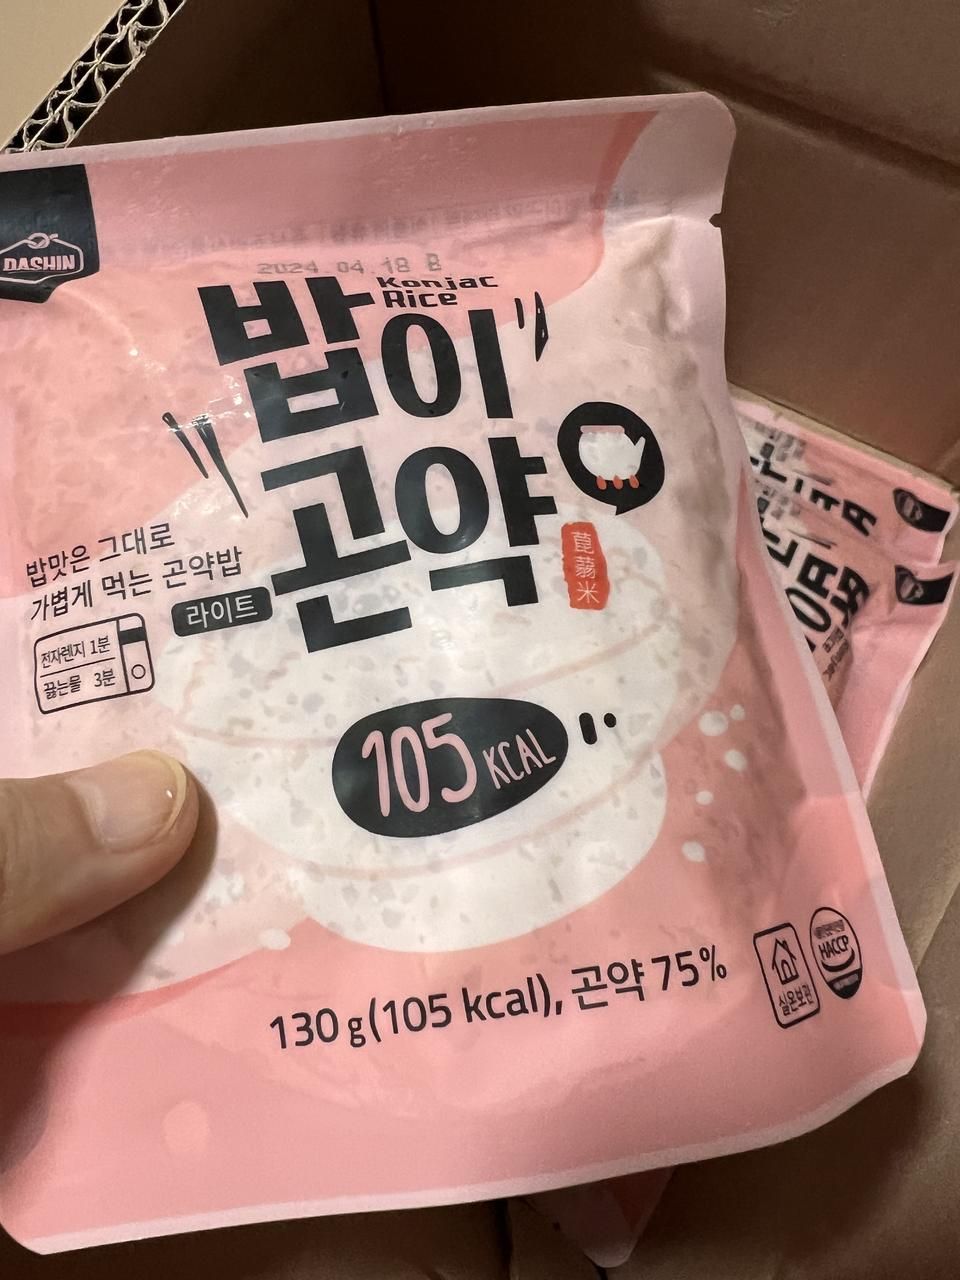 DASHIN
2024.04.18 B
Konjac
Rice
밥이
곤약
蒟蒻米
밥맛은 그대로
가볍게 먹는 곤약밥
라이트
전자렌지 1분
끓는물 3분
105 KCAL
130g(105 kcal), 곤약 75%
실온보관
HACCP